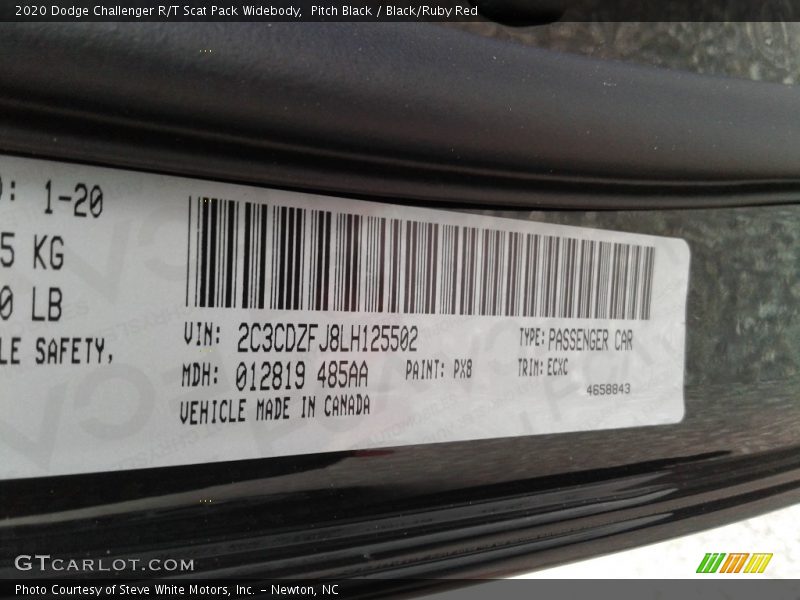 2020 Dodge Challenger R/T Scat Pack Widebody, Pitch Black / Black/Ruby Red
: 1-20
5 KG
0 LB
LE SAFETY,
VIN: 2C3CDZFJ8LH125502
TYPE: PASSENGER CAR
MDH: 012819 485AA
PAINT: PX8
TRIM: ECXC
VEHICLE MADE IN CANADA
4658843
GTCARLOT.COM
Photo Courtesy of Steve White Motors, Inc. – Newton, NC